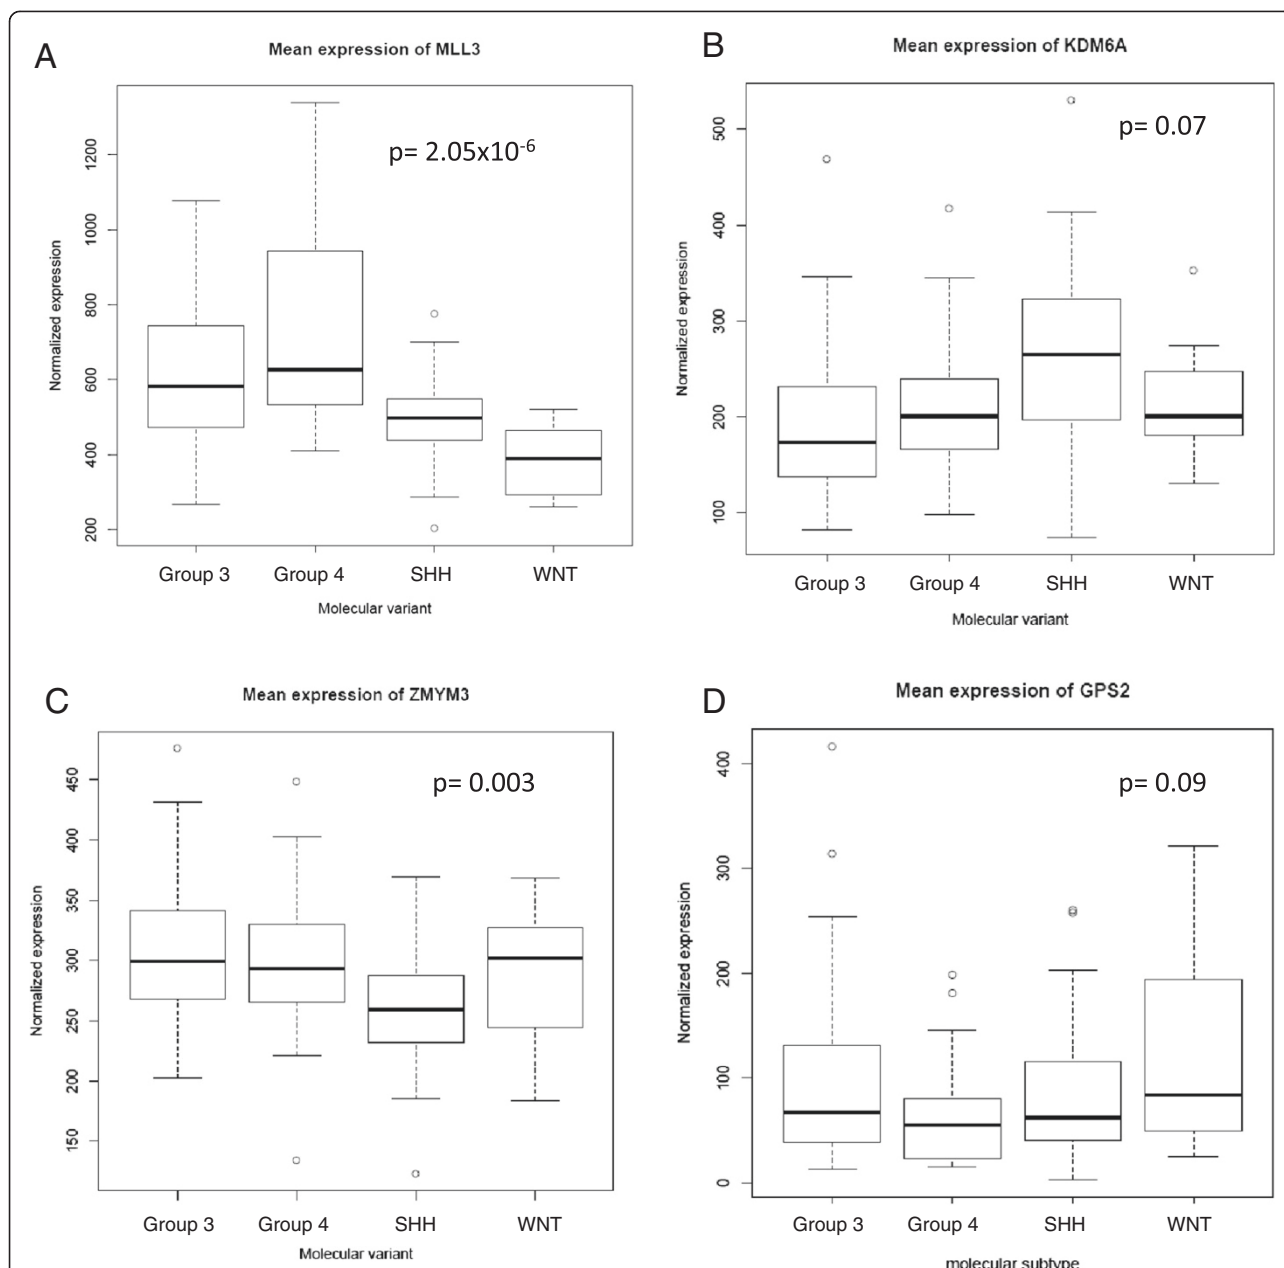 A
Mean expression of MLL3
p= 2.05x10-6
Normalized expression
200
400
600
800
1000
1200
Group 3 Group 4 SHH WNT
Molecular variant
B
Mean expression of KDM6A
p= 0.07
Normalized expression
100
200
300
400
500
Group 3 Group 4 SHH WNT
Molecular variant
C
Mean expression of ZMYM3
p= 0.003
Normalized expression
150
200
250
300
350
400
450
Group 3 Group 4 SHH WNT
Molecular variant
D
Mean expression of GPS2
p= 0.09
Normalized expression
0
100
200
300
400
Group 3 Group 4 SHH WNT
molecular subtype